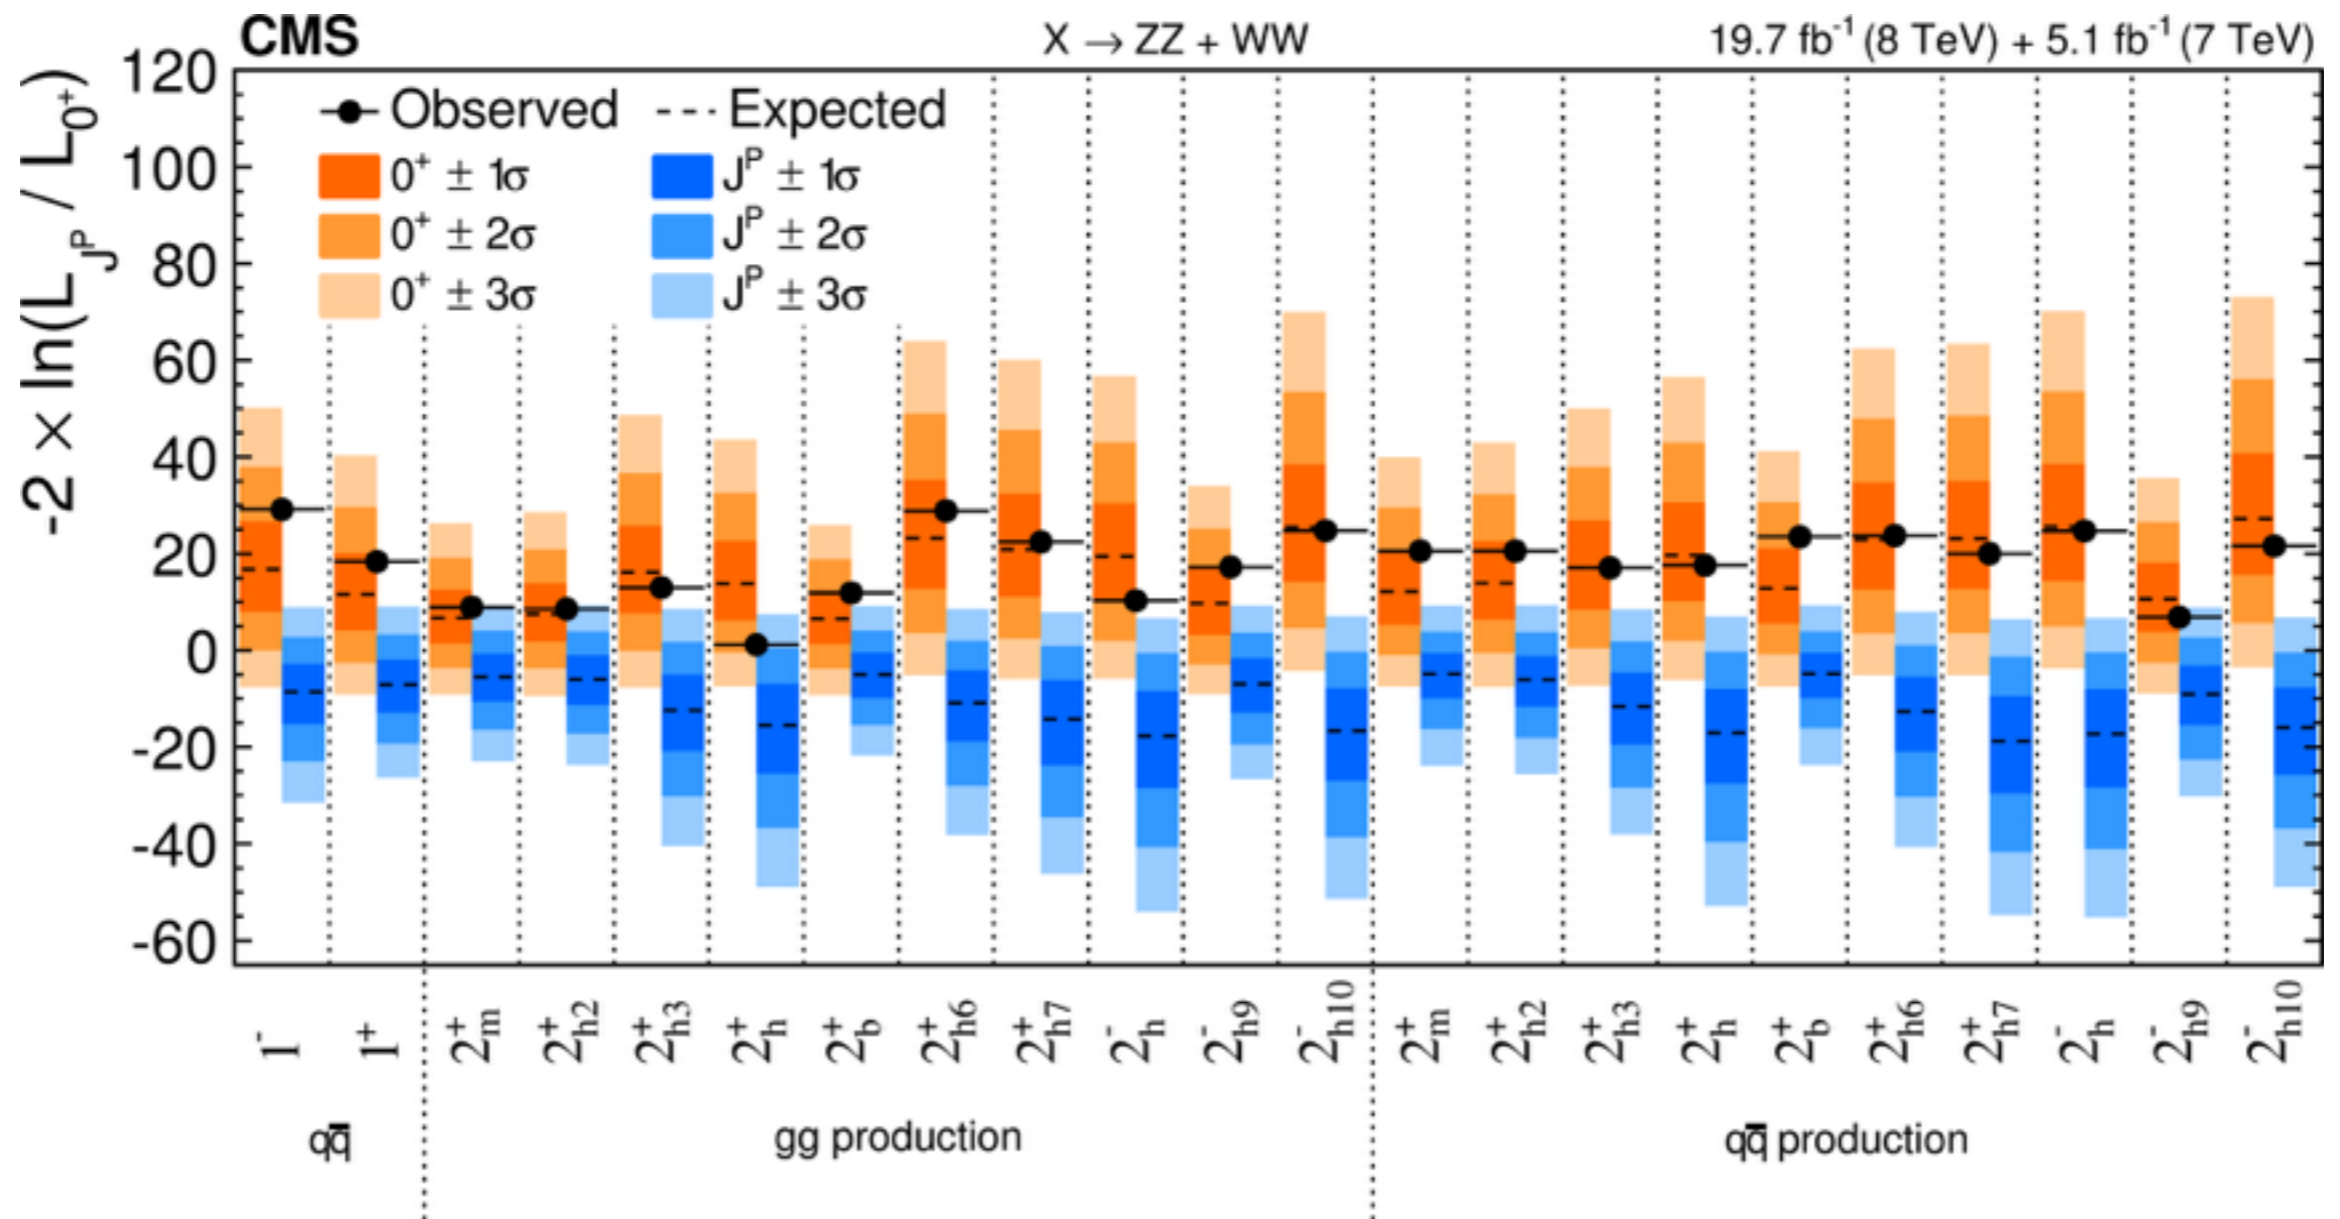 CMS X → ZZ + WW 19.7 fb⁻¹ (8 TeV) + 5.1 fb⁻¹ (7 TeV)
-2 × ln(L_J^P / L_0⁺)
120
100
80
60
40
20
0
-20
-40
-60
Observed Expected
0⁺ ± 1σ J^P ± 1σ
0⁺ ± 2σ J^P ± 2σ
0⁺ ± 3σ J^P ± 3σ
1⁻ 1⁺ 2⁺m 2⁺h2 2⁺h3 2⁺h 2⁺b 2⁺h6 2⁺h7 2⁻h 2⁻h9 2⁻h10 2⁺m 2⁺h2 2⁺h3 2⁺h 2⁺b 2⁺h6 2⁺h7 2⁻h 2⁻h9 2⁻h10
qq̅ gg production qq̅ production